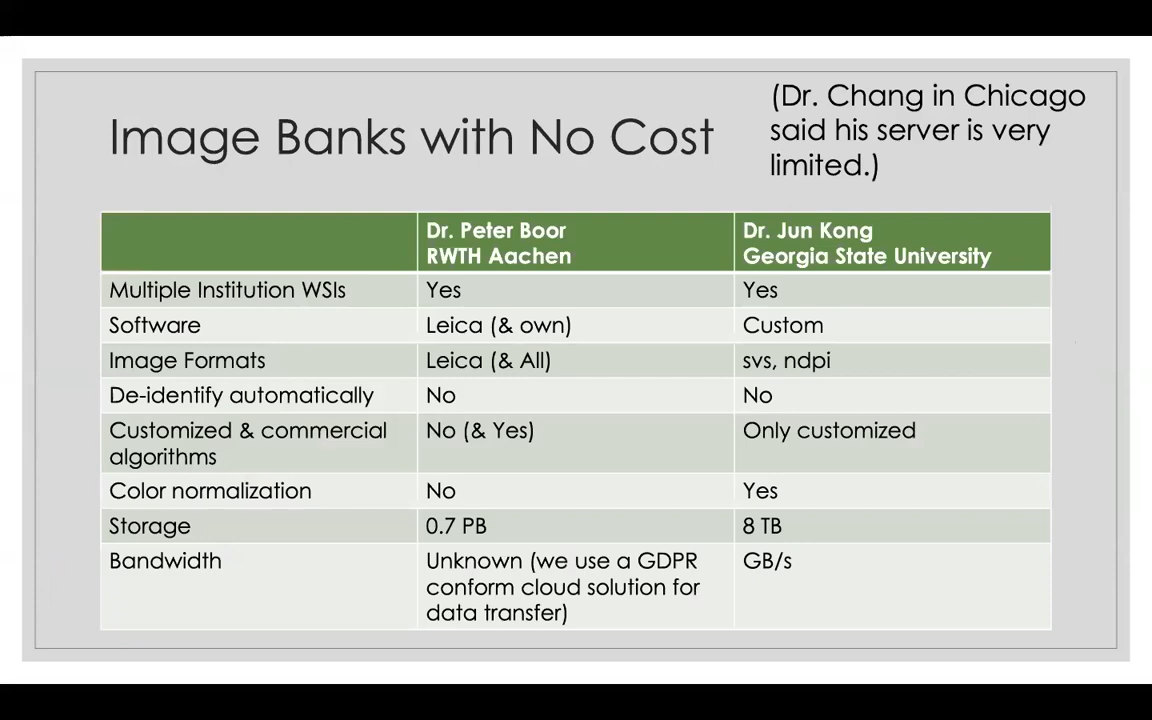 Image Banks with No Cost
(Dr. Chang in Chicago
said his server is very
limited.)
Dr. Peter Boor
RWTH Aachen
Dr. Jun Kong
Georgia State University
Multiple Institution WSIs
Yes
Yes
Software
Leica (& own)
Custom
Image Formats
Leica (& All)
svs, ndpi
De-identify automatically
No
No
Customized & commercial
algorithms
No (& Yes)
Only customized
Color normalization
No
Yes
Storage
0.7 PB
8 TB
Bandwidth
Unknown (we use a GDPR
conform cloud solution for
data transfer)
GB/s